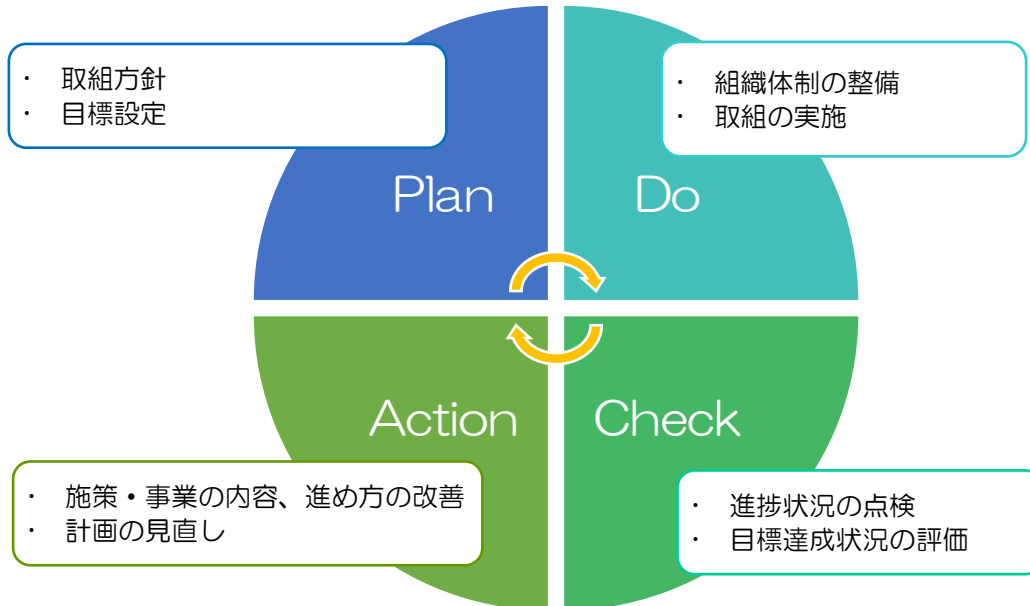 ・ 取組方針
・ 目標設定
Plan
・ 組織体制の整備
・ 取組の実施
Do
Action
・ 施策・事業の内容、進め方の改善
・ 計画の見直し
Check
・ 進捗状況の点検
・ 目標達成状況の評価